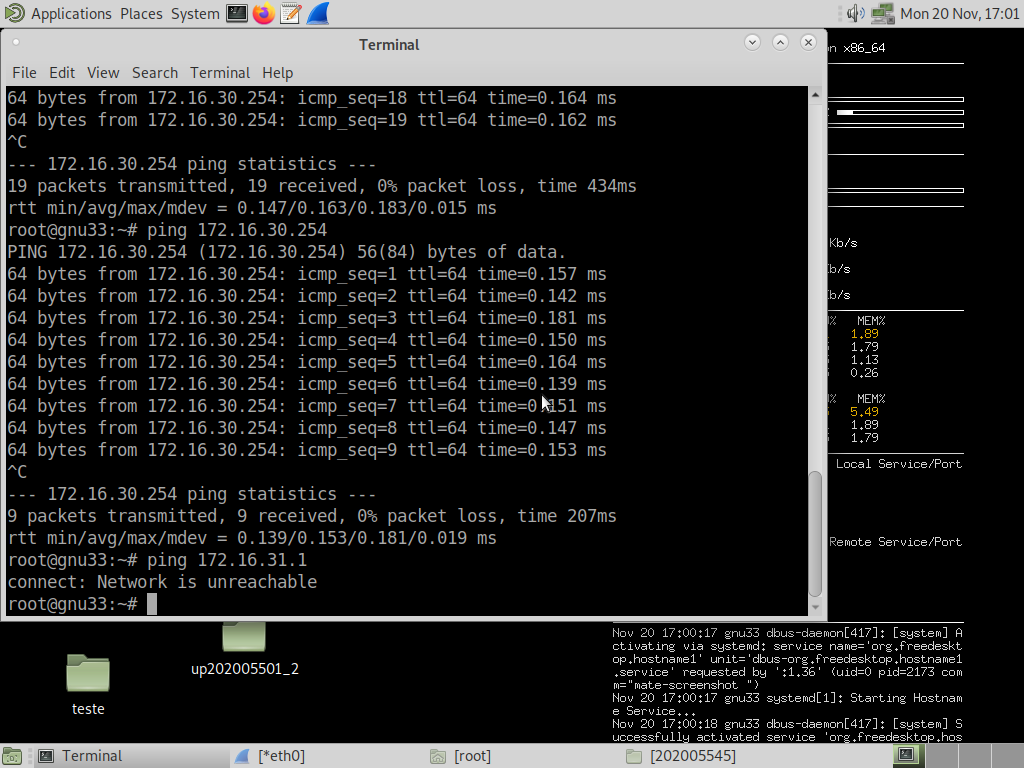 Applications Places System Mon 20 Nov, 17:01
Terminal
File Edit View Search Terminal Help
64 bytes from 172.16.30.254: icmp_seq=18 ttl=64 time=0.164 ms
64 bytes from 172.16.30.254: icmp_seq=19 ttl=64 time=0.162 ms
^C
--- 172.16.30.254 ping statistics ---
19 packets transmitted, 19 received, 0% packet loss, time 434ms
rtt min/avg/max/mdev = 0.147/0.163/0.183/0.015 ms
root@gnu33:~# ping 172.16.30.254
PING 172.16.30.254 (172.16.30.254) 56(84) bytes of data.
64 bytes from 172.16.30.254: icmp_seq=1 ttl=64 time=0.157 ms
64 bytes from 172.16.30.254: icmp_seq=2 ttl=64 time=0.142 ms
64 bytes from 172.16.30.254: icmp_seq=3 ttl=64 time=0.181 ms
64 bytes from 172.16.30.254: icmp_seq=4 ttl=64 time=0.150 ms
64 bytes from 172.16.30.254: icmp_seq=5 ttl=64 time=0.164 ms
64 bytes from 172.16.30.254: icmp_seq=6 ttl=64 time=0.139 ms
64 bytes from 172.16.30.254: icmp_seq=7 ttl=64 time=0.151 ms
64 bytes from 172.16.30.254: icmp_seq=8 ttl=64 time=0.147 ms
64 bytes from 172.16.30.254: icmp_seq=9 ttl=64 time=0.153 ms
^C
--- 172.16.30.254 ping statistics ---
9 packets transmitted, 9 received, 0% packet loss, time 207ms
rtt min/avg/max/mdev = 0.139/0.153/0.181/0.019 ms
root@gnu33:~# ping 172.16.31.1
connect: Network is unreachable
root@gnu33:~#
x86_64
Kb/s
b/s
b/s
% MEM%
1.89
1.79
1.13
0.26
% MEM%
5.49
1.89
1.79
Local Service/Port
Remote Service/Port
up202005501_2
teste
Nov 20 17:00:17 gnu33 dbus-daemon[417]: [system] A
ctivating via systemd: service name='org.freedeskt
op.hostname1' unit='dbus-org.freedesktop.hostname1
.service' requested by ':1.36' (uid=0 pid=2173 com
m="mate-screenshot ")
Nov 20 17:00:17 gnu33 systemd[1]: Starting Hostnam
e Service...
Nov 20 17:00:18 gnu33 dbus-daemon[417]: [system] S
uccessfully activated service 'org.freedesktop.hos
Terminal [*eth0] [root] [202005545]